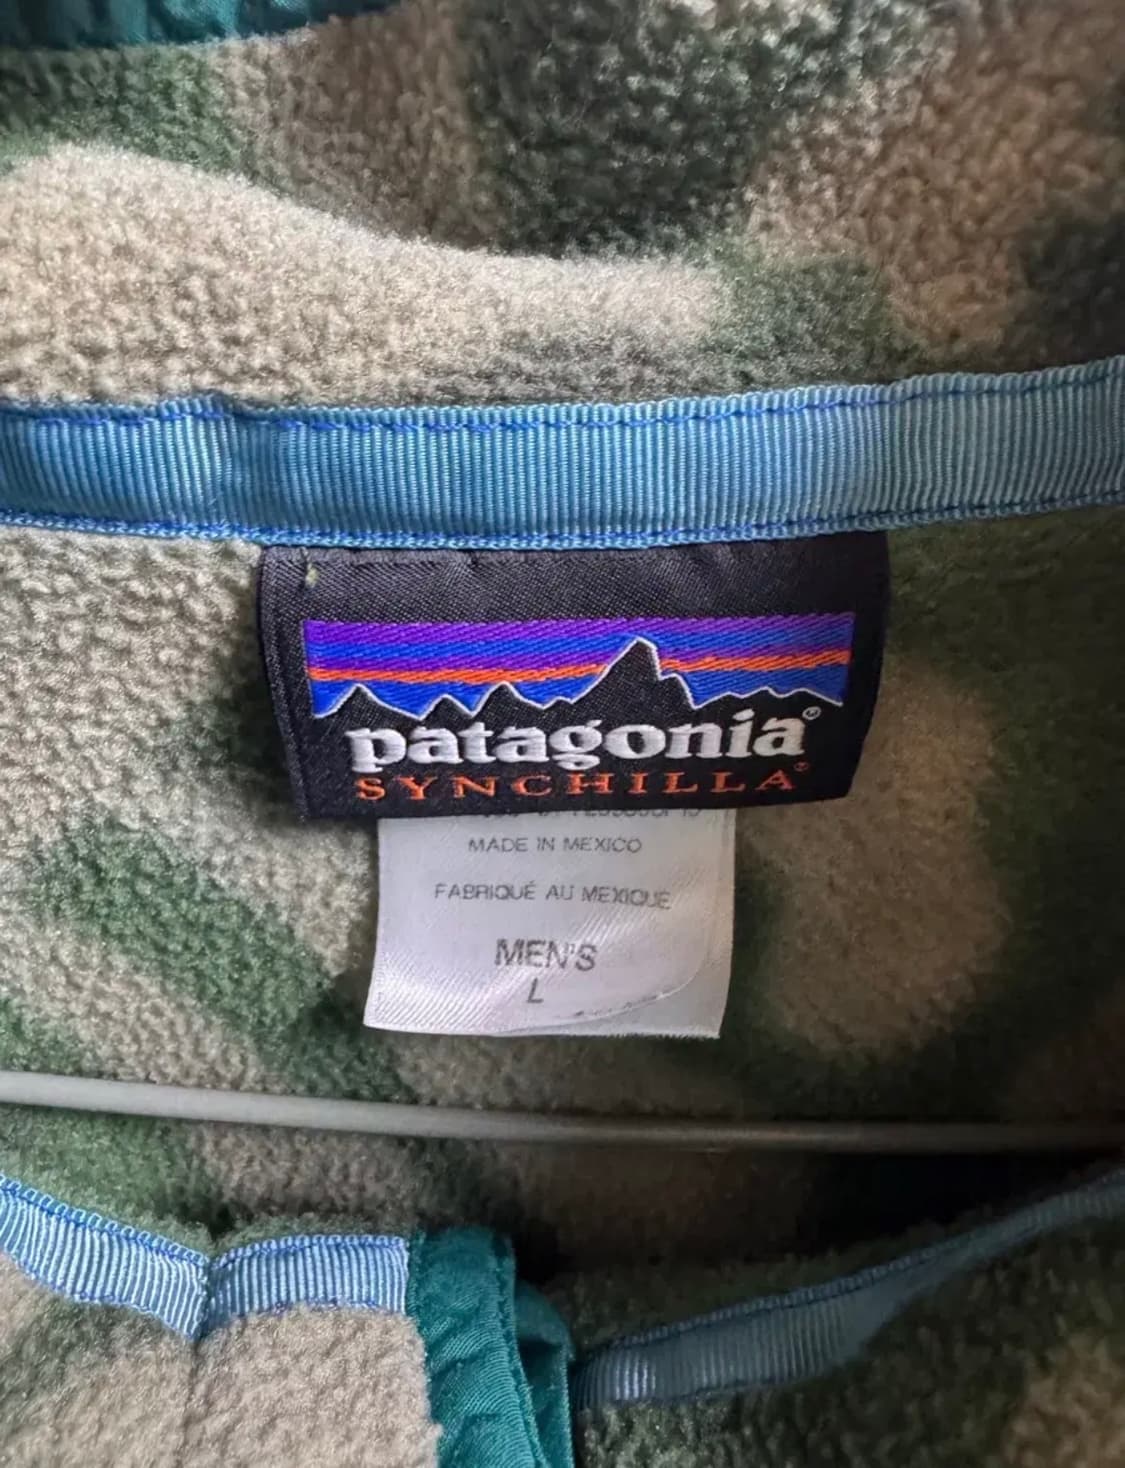 patagonia®
SYNCHILLA®
MADE IN MEXICO
FABRIQUÉ AU MEXIQUE
MEN'S
L